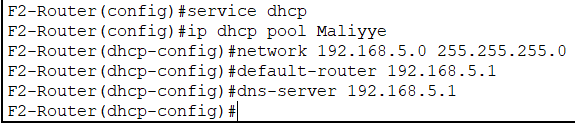 F2-Router(config)#service dhcp
F2-Router(config)#ip dhcp pool Maliyye
F2-Router(dhcp-config)#network 192.168.5.0 255.255.255.0
F2-Router(dhcp-config)#default-router 192.168.5.1
F2-Router(dhcp-config)#dns-server 192.168.5.1
F2-Router(dhcp-config)#